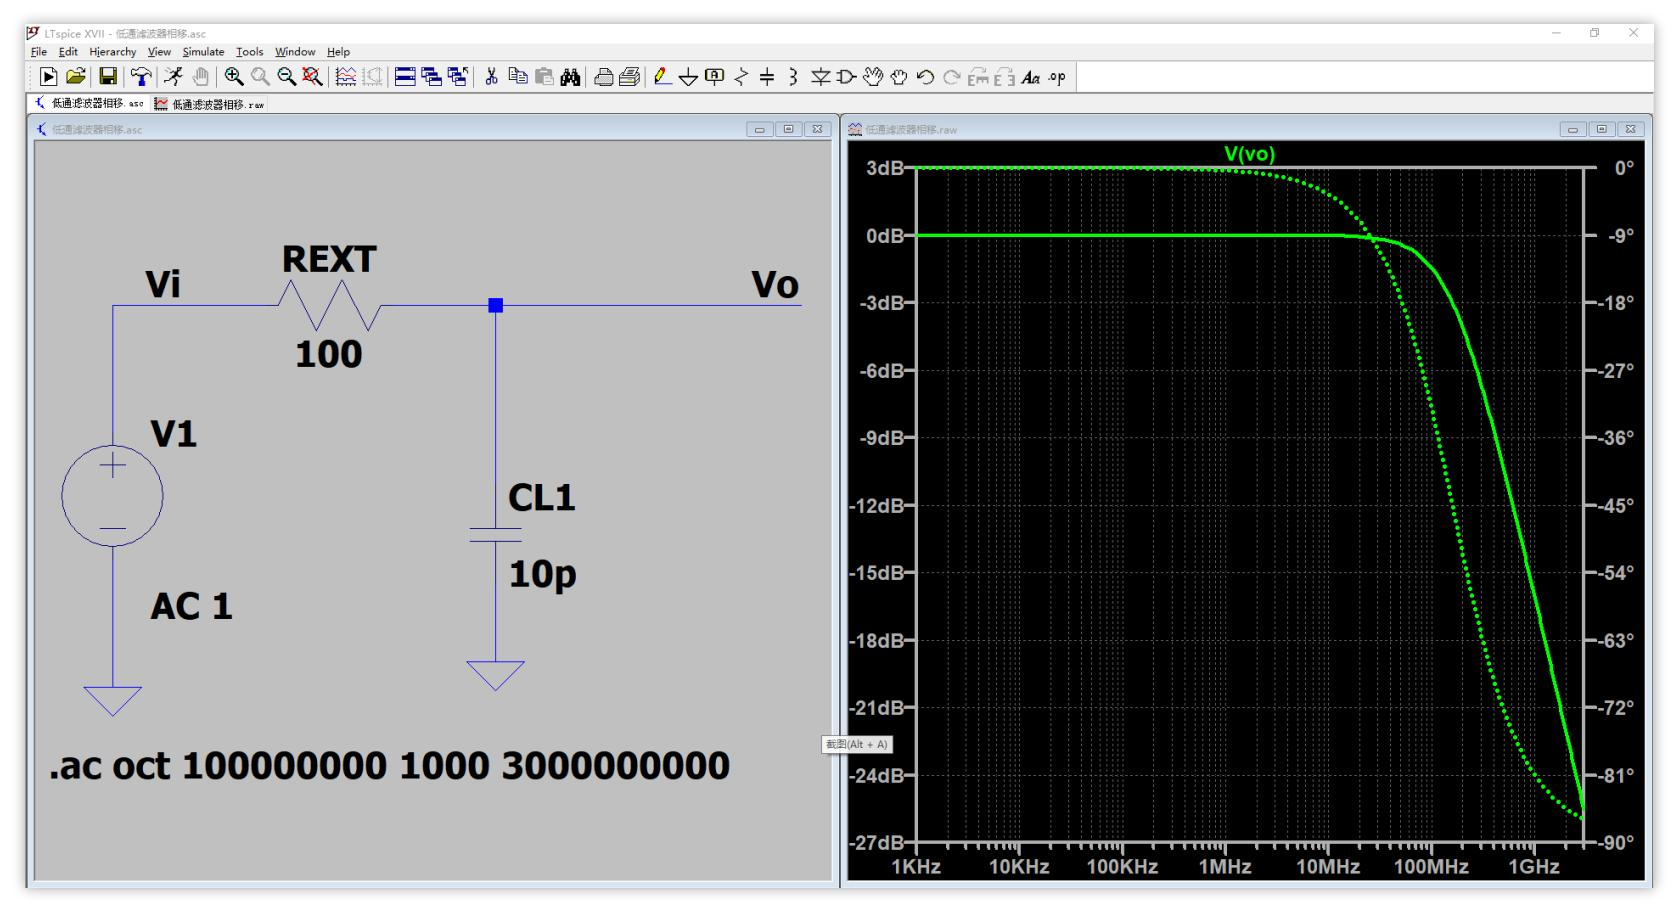 LTspice XVII - 低通滤波器相移.asc
File Edit Hierarchy View Simulate Tools Window Help
低通滤波器相移.asc 低通滤波器相移.raw
低通滤波器相移.asc
Vi
REXT
Vo
100
V1
CL1
10p
AC 1
.ac oct 100000000 1000 3000000000
截图(Alt + A)
低通滤波器相移.raw
V(vo)
3dB 0°
0dB -9°
-3dB -18°
-6dB -27°
-9dB -36°
-12dB -45°
-15dB -54°
-18dB -63°
-21dB -72°
-24dB -81°
-27dB -90°
1KHz 10KHz 100KHz 1MHz 10MHz 100MHz 1GHz